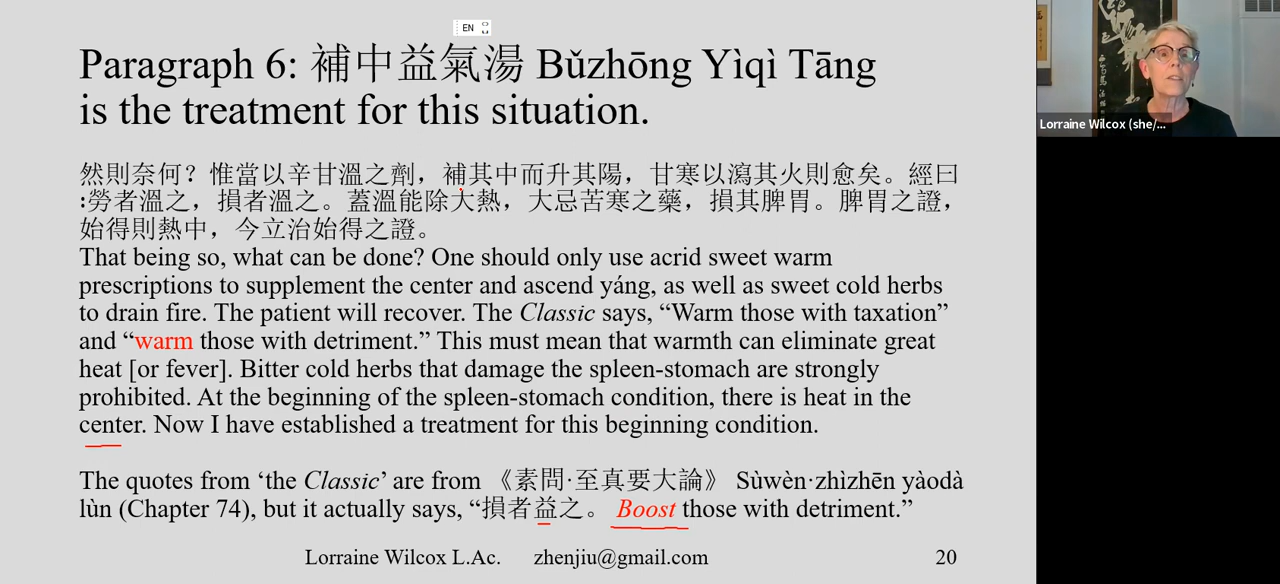 EN
Paragraph 6: 補中益氣湯 Bǔzhōng Yìqì Tāng
is the treatment for this situation.
然則奈何？惟當以辛甘溫之劑，補其中而升其陽，甘寒以瀉其火則愈矣。經曰
:勞者溫之，損者溫之。蓋溫能除大熱，大忌苦寒之藥，損其脾胃。脾胃之證，
始得則熱中，今立治始得之證。
That being so, what can be done? One should only use acrid sweet warm
prescriptions to supplement the center and ascend yáng, as well as sweet cold herbs
to drain fire. The patient will recover. The Classic says, “Warm those with taxation”
and “warm those with detriment.” This must mean that warmth can eliminate great
heat [or fever]. Bitter cold herbs that damage the spleen-stomach are strongly
prohibited. At the beginning of the spleen-stomach condition, there is heat in the
center. Now I have established a treatment for this beginning condition.
The quotes from ‘the Classic’ are from 《素問·至真要大論》 Sùwèn·zhìzhēn yàodà
lùn (Chapter 74), but it actually says, “損者益之。 Boost those with detriment.”
Lorraine Wilcox L.Ac. zhenjiu@gmail.com 20
Lorraine Wilcox (she/...